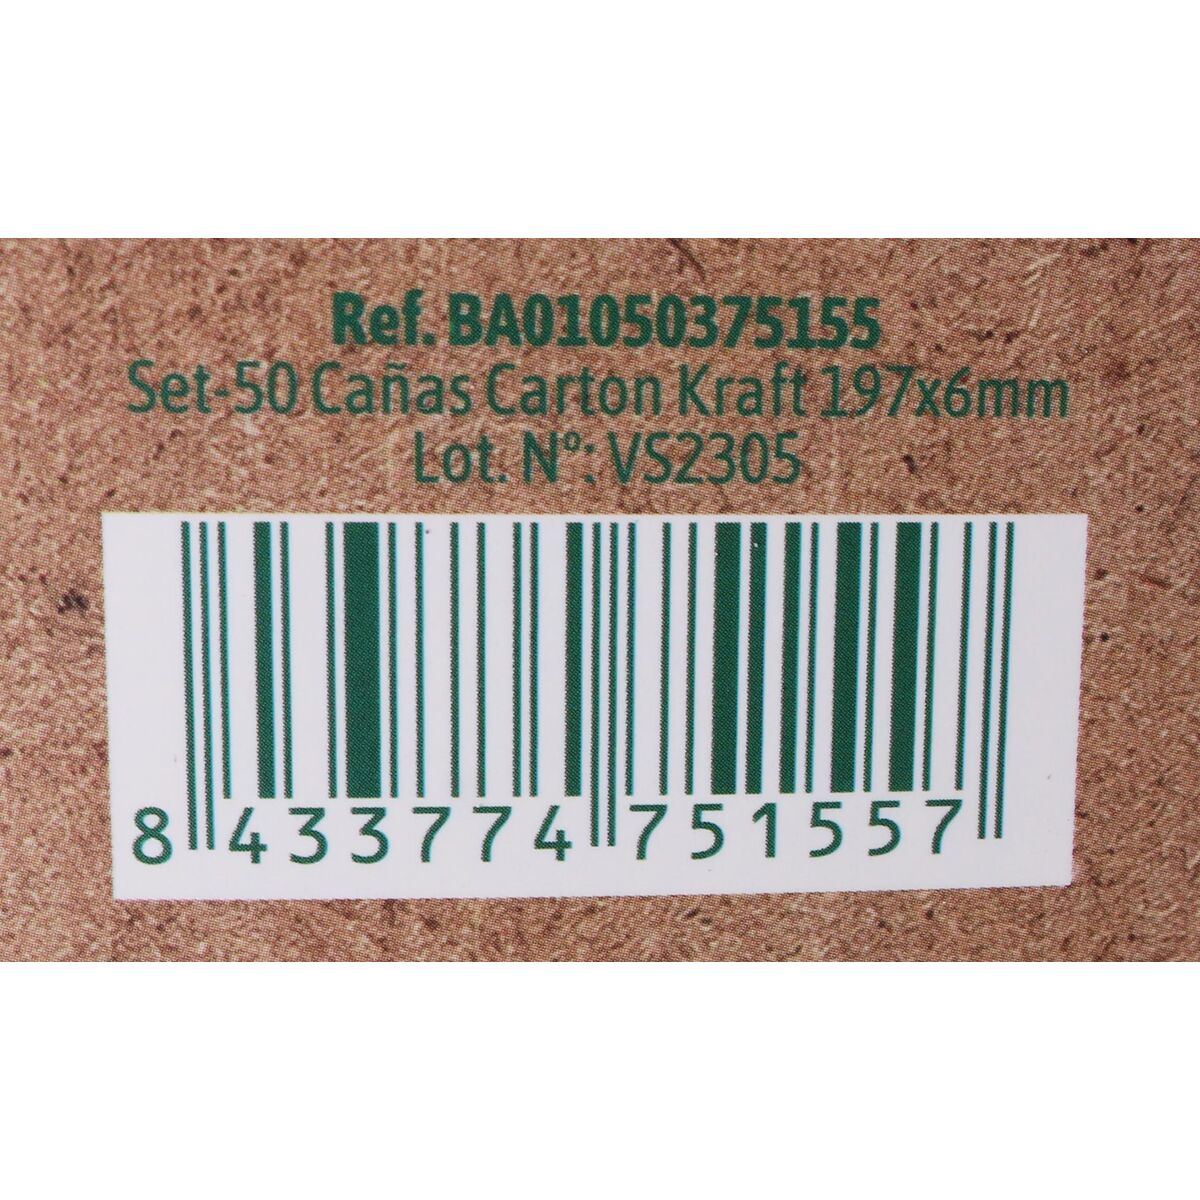 Ref. BA01050375155
Set-50 Cañas Carton Kraft 197x6mm
Lot. Nº: VS2305
8 433774 751557